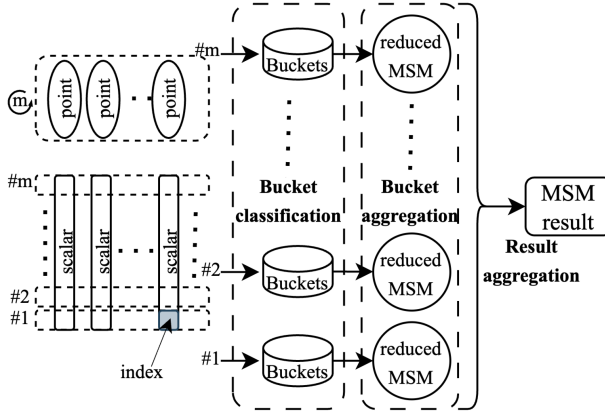 #m
Buckets
reduced
MSM
m
point
point
point
#m
Bucket
classification
Bucket
aggregation
MSM
result
scalar
scalar
scalar
Result
aggregation
#2
Buckets
reduced
MSM
#2
#1
#1
Buckets
reduced
MSM
index